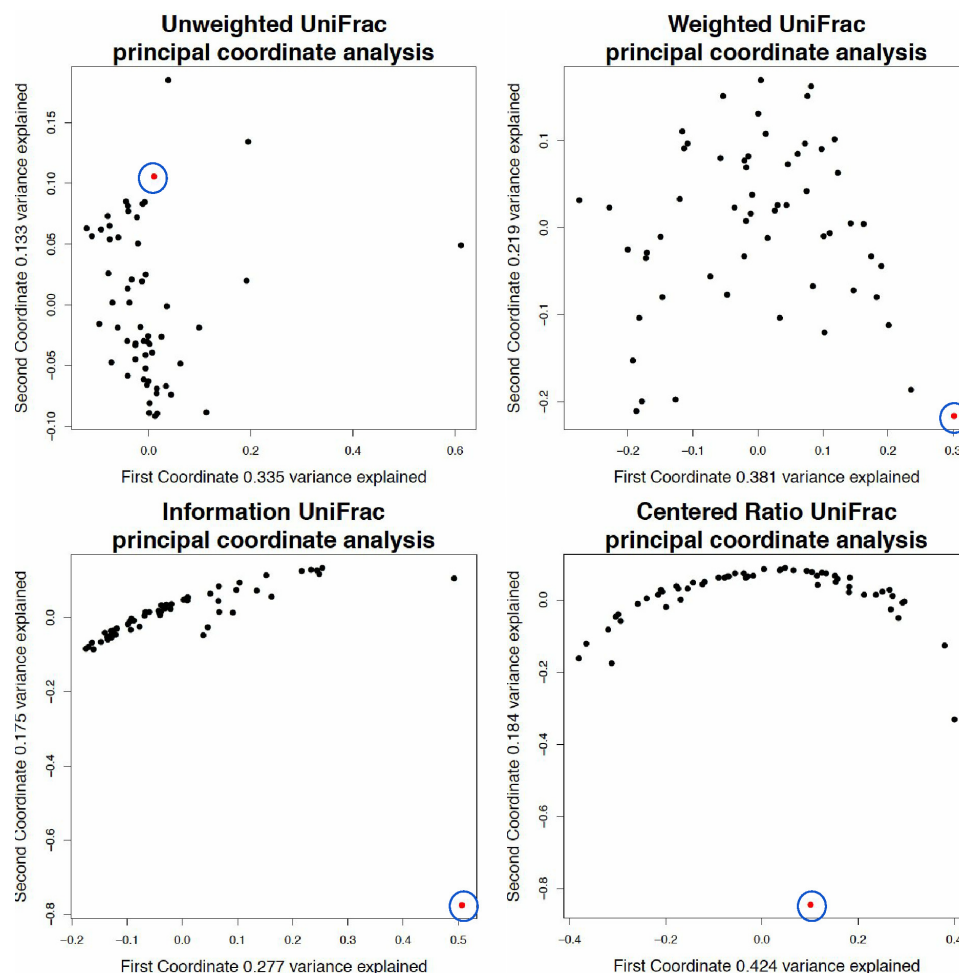 Unweighted UniFrac
principal coordinate analysis
Second Coordinate 0.133 variance explained
0.15
0.10
0.05
0.00
−0.05
−0.10
0.0 0.2 0.4 0.6
First Coordinate 0.335 variance explained
Weighted UniFrac
principal coordinate analysis
Second Coordinate 0.219 variance explained
0.1
0.0
−0.1
−0.2
−0.2 −0.1 0.0 0.1 0.2 0.3
First Coordinate 0.381 variance explained
Information UniFrac
principal coordinate analysis
Second Coordinate 0.175 variance explained
0.0
−0.2
−0.4
−0.6
−0.8
−0.2 −0.1 0.0 0.1 0.2 0.3 0.4 0.5
First Coordinate 0.277 variance explained
Centered Ratio UniFrac
principal coordinate analysis
Second Coordinate 0.184 variance explained
0.0
−0.2
−0.4
−0.6
−0.8
−0.4 −0.2 0.0 0.2 0.4
First Coordinate 0.424 variance explained